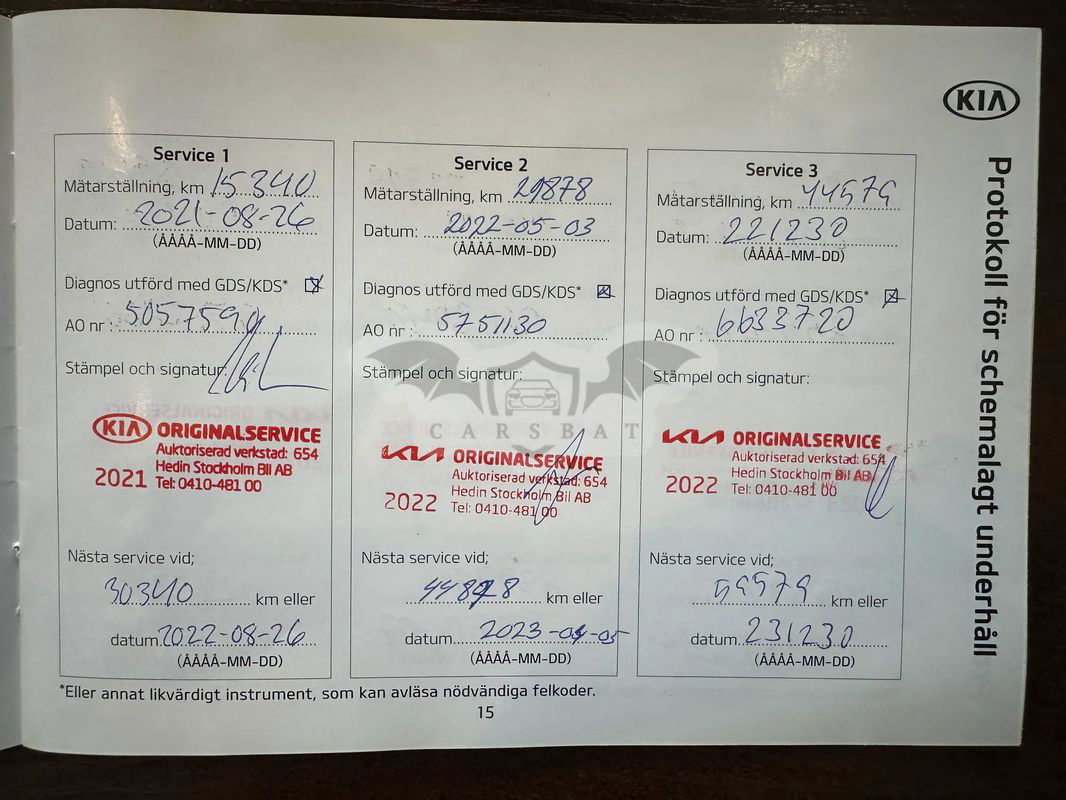 KIA
Protokoll för schemalagt underhåll
Service 1
Mätarställning, km 15340
Datum: 2021-08-26
(ÅÅÅÅ-MM-DD)
Diagnos utförd med GDS/KDS*
AO nr : 5057590
Stämpel och signatur:
KIA ORIGINALSERVICE
Auktoriserad verkstad: 654
Hedin Stockholm Bil AB
2021 Tel: 0410-481 00
Nästa service vid;
30340 km eller
datum 2022-08-26
(ÅÅÅÅ-MM-DD)
Service 2
Mätarställning, km 29878
Datum: 2022-05-03
(ÅÅÅÅ-MM-DD)
Diagnos utförd med GDS/KDS*
AO nr : 5751130
Stämpel och signatur:
KIA ORIGINALSERVICE
Auktoriserad verkstad: 654
Hedin Stockholm Bil AB
2022 Tel: 0410-481 00
Nästa service vid;
44878 km eller
datum
(ÅÅÅÅ-MM-DD)
Service 3
Mätarställning, km 44579
Datum: 221230
(ÅÅÅÅ-MM-DD)
Diagnos utförd med GDS/KDS*
AO nr : 6633720
Stämpel och signatur:
KIA ORIGINALSERVICE
Auktoriserad verkstad: 654
Hedin Stockholm Bil AB
2022 Tel: 0410-481 00
Nästa service vid;
59579 km eller
datum 231230
(ÅÅÅÅ-MM-DD)
*Eller annat likvärdigt instrument, som kan avläsa nödvändiga felkoder.
15
CARSBAT